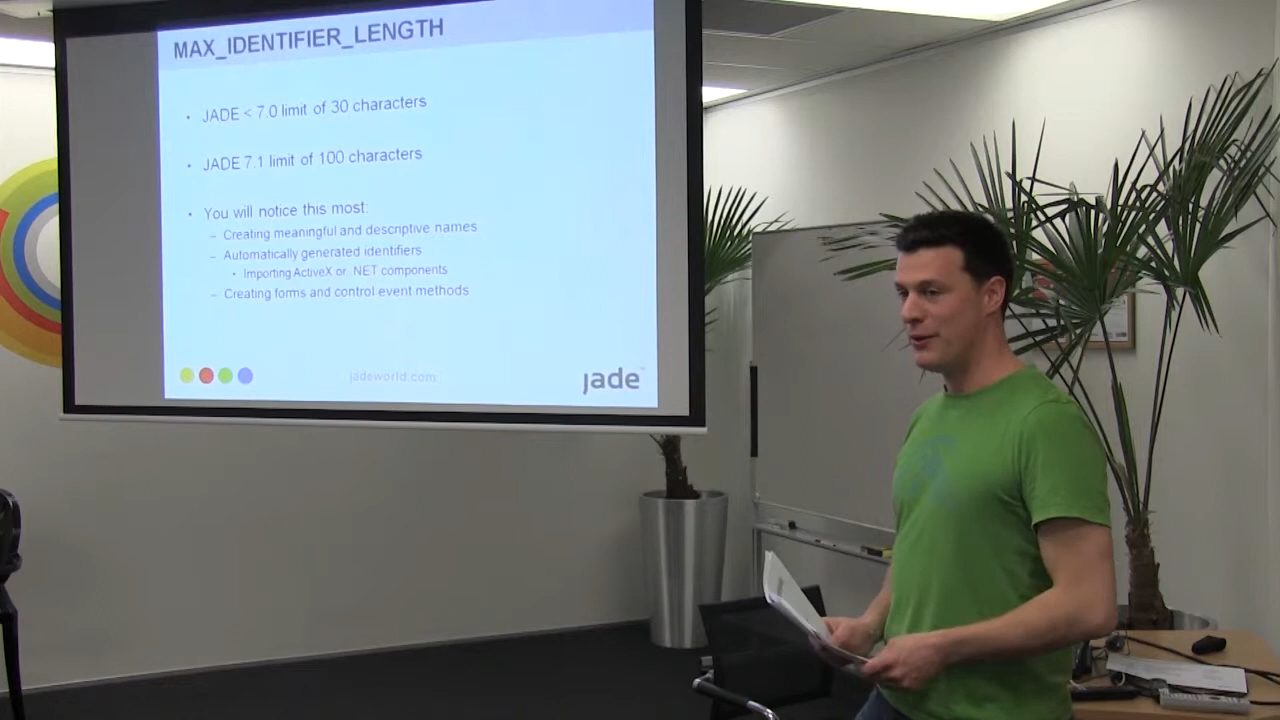 MAX_IDENTIFIER_LENGTH
• JADE < 7.0 limit of 30 characters
• JADE 7.1 limit of 100 characters
• You will notice this most:
– Creating meaningful and descriptive names
– Automatically generated identifiers
• Importing ActiveX or .NET components
– Creating forms and control event methods
jadeworld.com
jade™